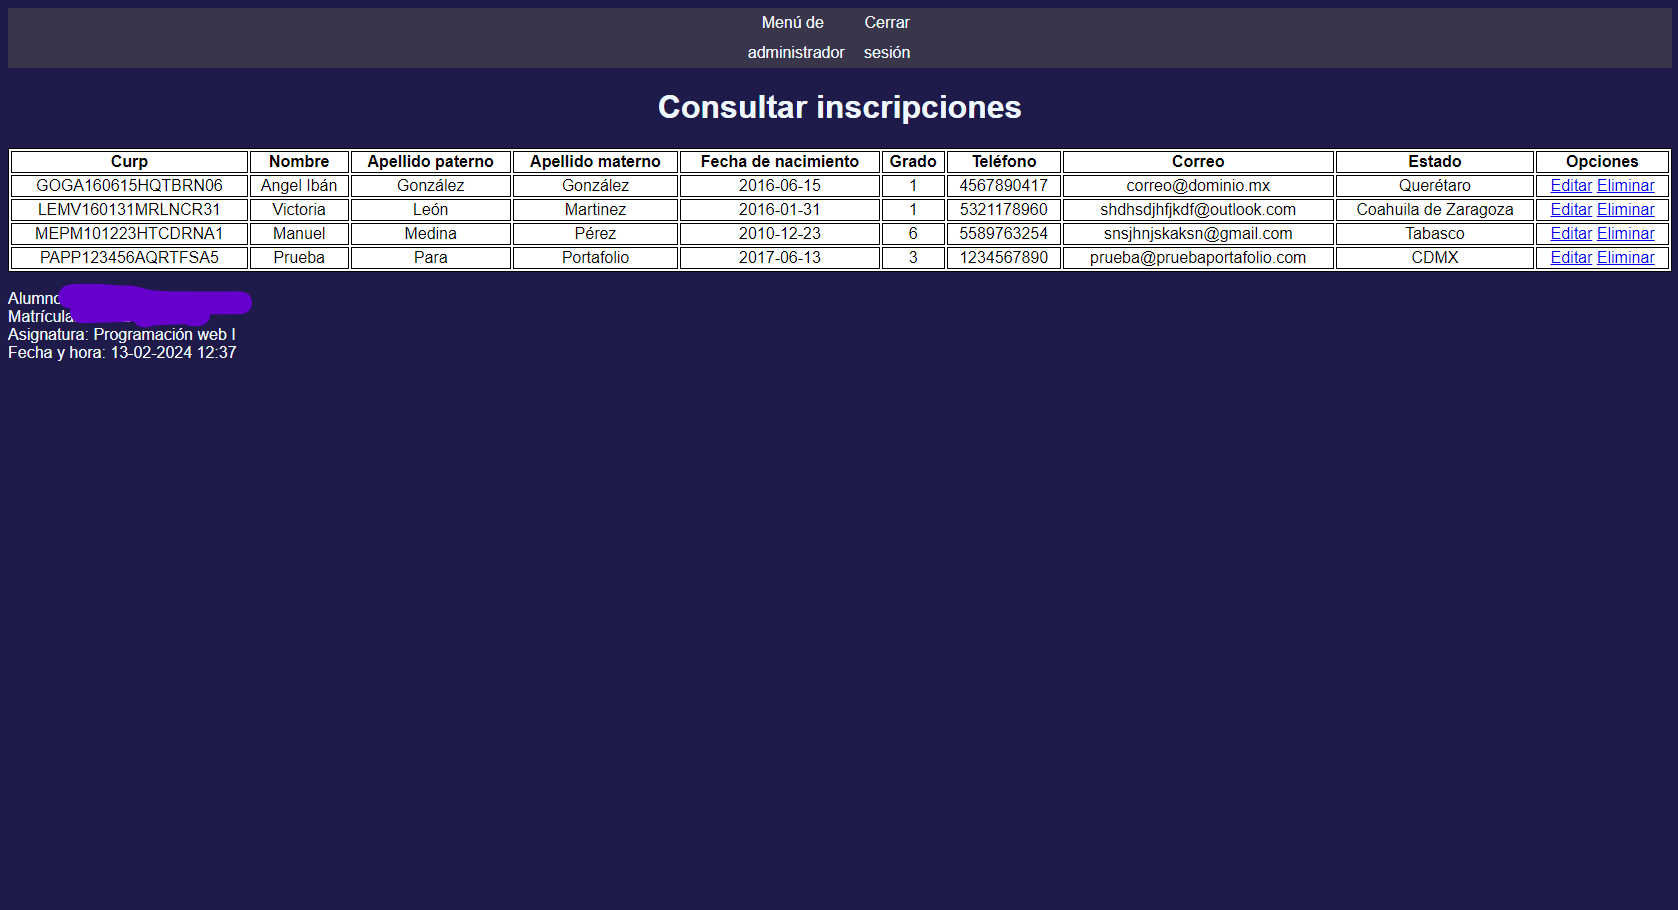 Menú de administrador Cerrar sesión
Consultar inscripciones
Curp Nombre Apellido paterno Apellido materno Fecha de nacimiento Grado Teléfono Correo Estado Opciones
GOGA160615HQTBRN06 Angel Ibán González González 2016-06-15 1 4567890417 correo@dominio.mx Querétaro Editar Eliminar
LEMV160131MRLNCR31 Victoria León Martinez 2016-01-31 1 5321178960 shdhsdjhfjkdf@outlook.com Coahuila de Zaragoza Editar Eliminar
MEPM101223HTCDRNA1 Manuel Medina Pérez 2010-12-23 6 5589763254 snsjhnjskaksn@gmail.com Tabasco Editar Eliminar
PAPP123456AQRTFSA5 Prueba Para Portafolio 2017-06-13 3 1234567890 prueba@pruebaportafolio.com CDMX Editar Eliminar
Alumno
Matrícula
Asignatura: Programación web I
Fecha y hora: 13-02-2024 12:37